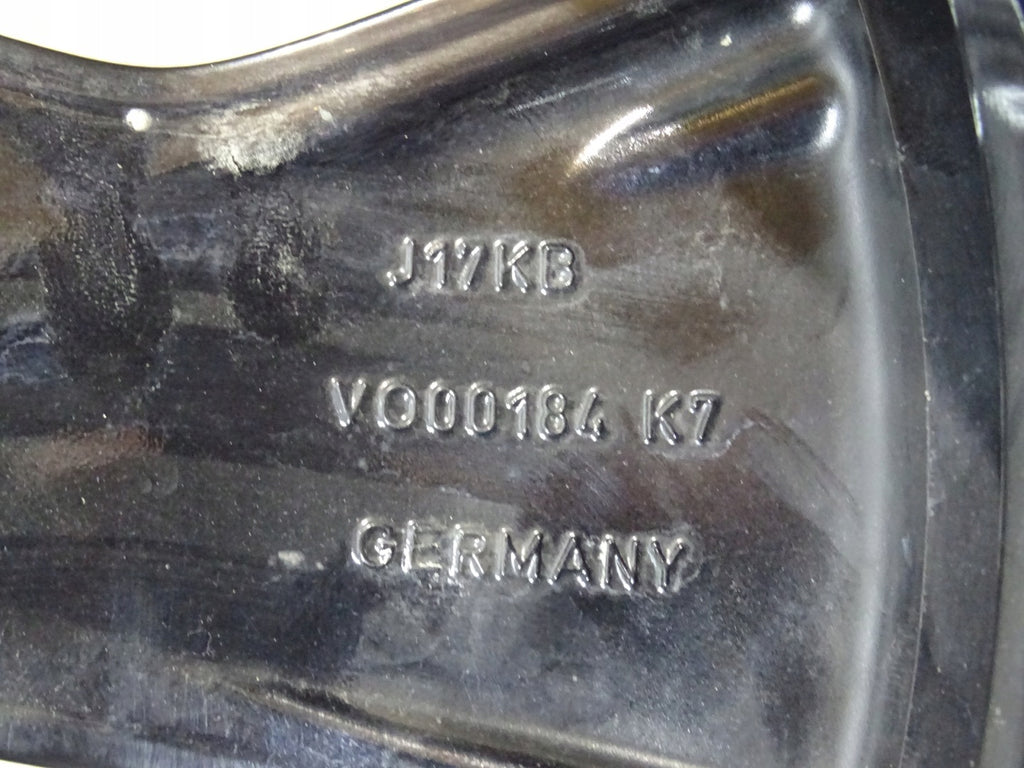 J17KB
VO00184 K7
GERMANY